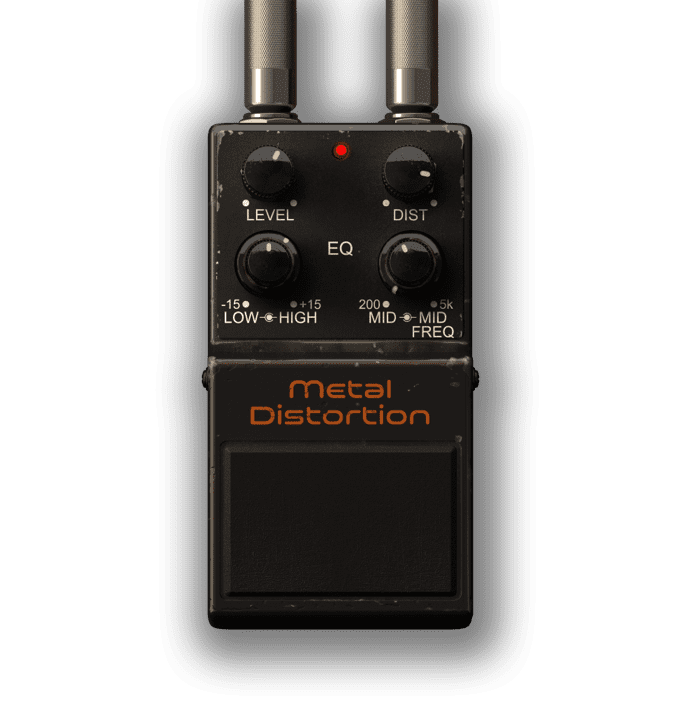 LEVEL DIST
EQ
-15 +15 200 5k
LOW HIGH MID MID
FREQ
Metal
Distortion